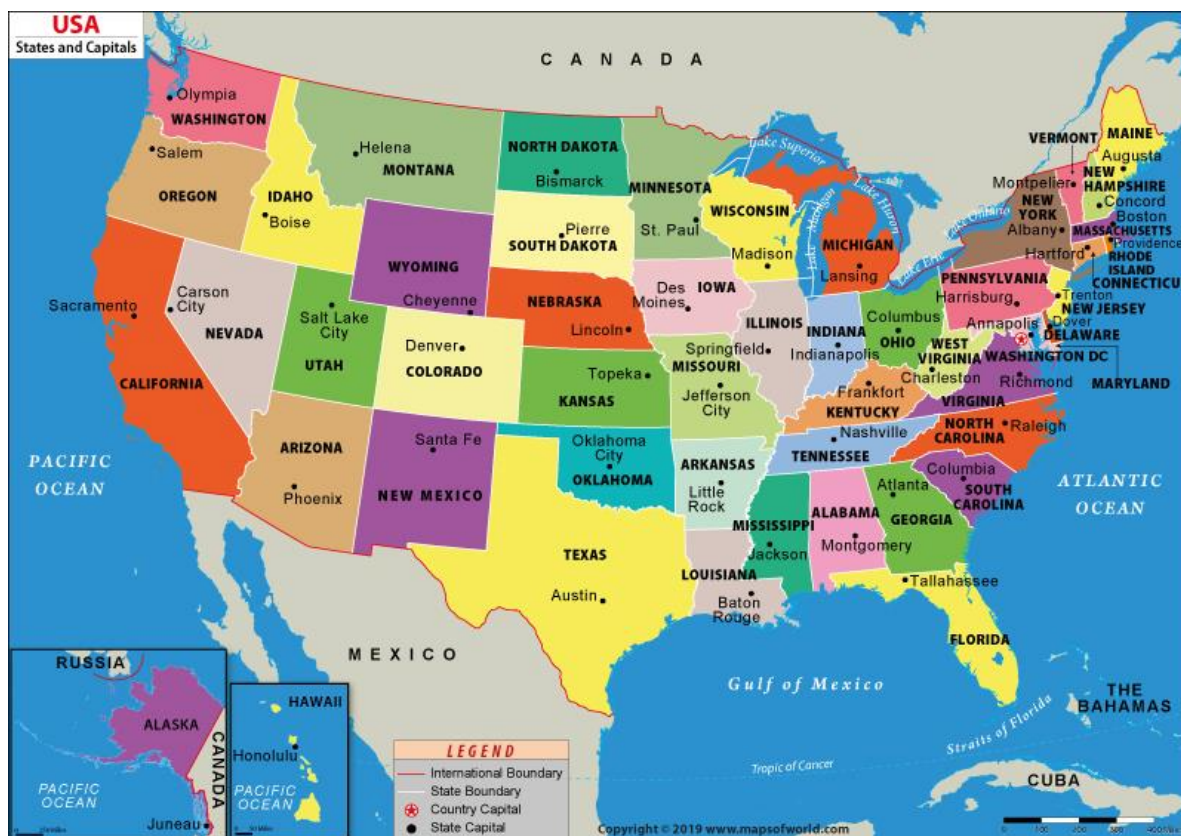 USA
States and Capitals
CANADA
Olympia
WASHINGTON
Salem
OREGON
IDAHO
Boise
Helena
MONTANA
NORTH DAKOTA
Bismarck
MINNESOTA
St. Paul
Lake Superior
WISCONSIN
Madison
Lake Michigan
Lake Huron
MICHIGAN
Lansing
Lake Ontario
Lake Erie
VERMONT
MAINE
Augusta
Montpelier
NEW
HAMPSHIRE
Concord
NEW
YORK
Albany
Boston
MASSACHUSETTS
Providence
Hartford
RHODE
ISLAND
CONNECTICU
Pierre
SOUTH DAKOTA
WYOMING
Cheyenne
NEBRASKA
Lincoln
Des
Moines
IOWA
ILLINOIS
Springfield
INDIANA
Indianapolis
Columbus
OHIO
PENNSYLVANIA
Harrisburg
Trenton
NEW JERSEY
Annapolis
Dover
DELAWARE
WASHINGTON DC
MARYLAND
WEST
VIRGINIA
Charleston
Richmond
VIRGINIA
Sacramento
CALIFORNIA
Carson
City
NEVADA
Salt Lake
City
UTAH
Denver
COLORADO
Topeka
KANSAS
MISSOURI
Jefferson
City
Frankfort
KENTUCKY
Nashville
TENNESSEE
NORTH
CAROLINA
Raleigh
PACIFIC
OCEAN
ARIZONA
Phoenix
Santa Fe
NEW MEXICO
Oklahoma
City
OKLAHOMA
ARKANSAS
Little
Rock
MISSISSIPPI
Jackson
ALABAMA
Montgomery
Atlanta
GEORGIA
Columbia
SOUTH
CAROLINA
ATLANTIC
OCEAN
TEXAS
Austin
LOUISIANA
Baton
Rouge
Tallahassee
FLORIDA
MEXICO
Gulf of Mexico
Straits of Florida
THE
BAHAMAS
CUBA
Tropic of Cancer
RUSSIA
ALASKA
CANADA
PACIFIC
OCEAN
Juneau
HAWAII
Honolulu
PACIFIC
OCEAN
LEGEND
International Boundary
State Boundary
Country Capital
State Capital
Copyright © 2019 www.mapsofworld.com
0 100 200 300 400